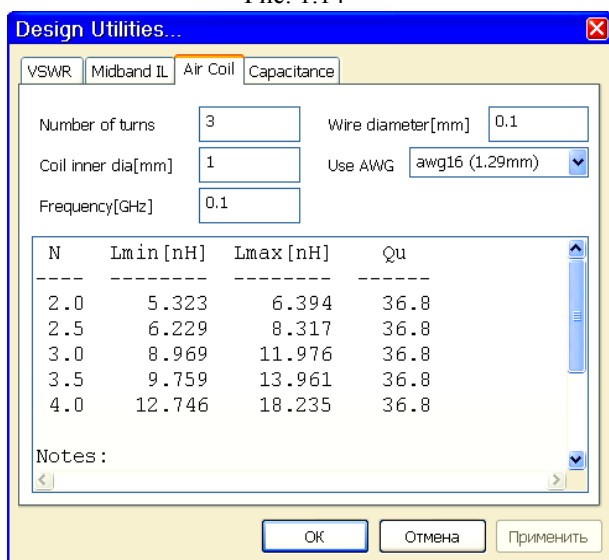 Design Utilities...
VSWR Midband IL Air Coil Capacitance
Number of turns 3 Wire diameter[mm] 0.1
Coil inner dia[mm] 1 Use AWG awg16 (1.29mm)
Frequency[GHz] 0.1
N Lmin[nH] Lmax[nH] Qu
---- -------- -------- ------
2.0 5.323 6.394 36.8
2.5 6.229 8.317 36.8
3.0 8.969 11.976 36.8
3.5 9.759 13.961 36.8
4.0 12.746 18.235 36.8
Notes:
ОК Отмена Применить